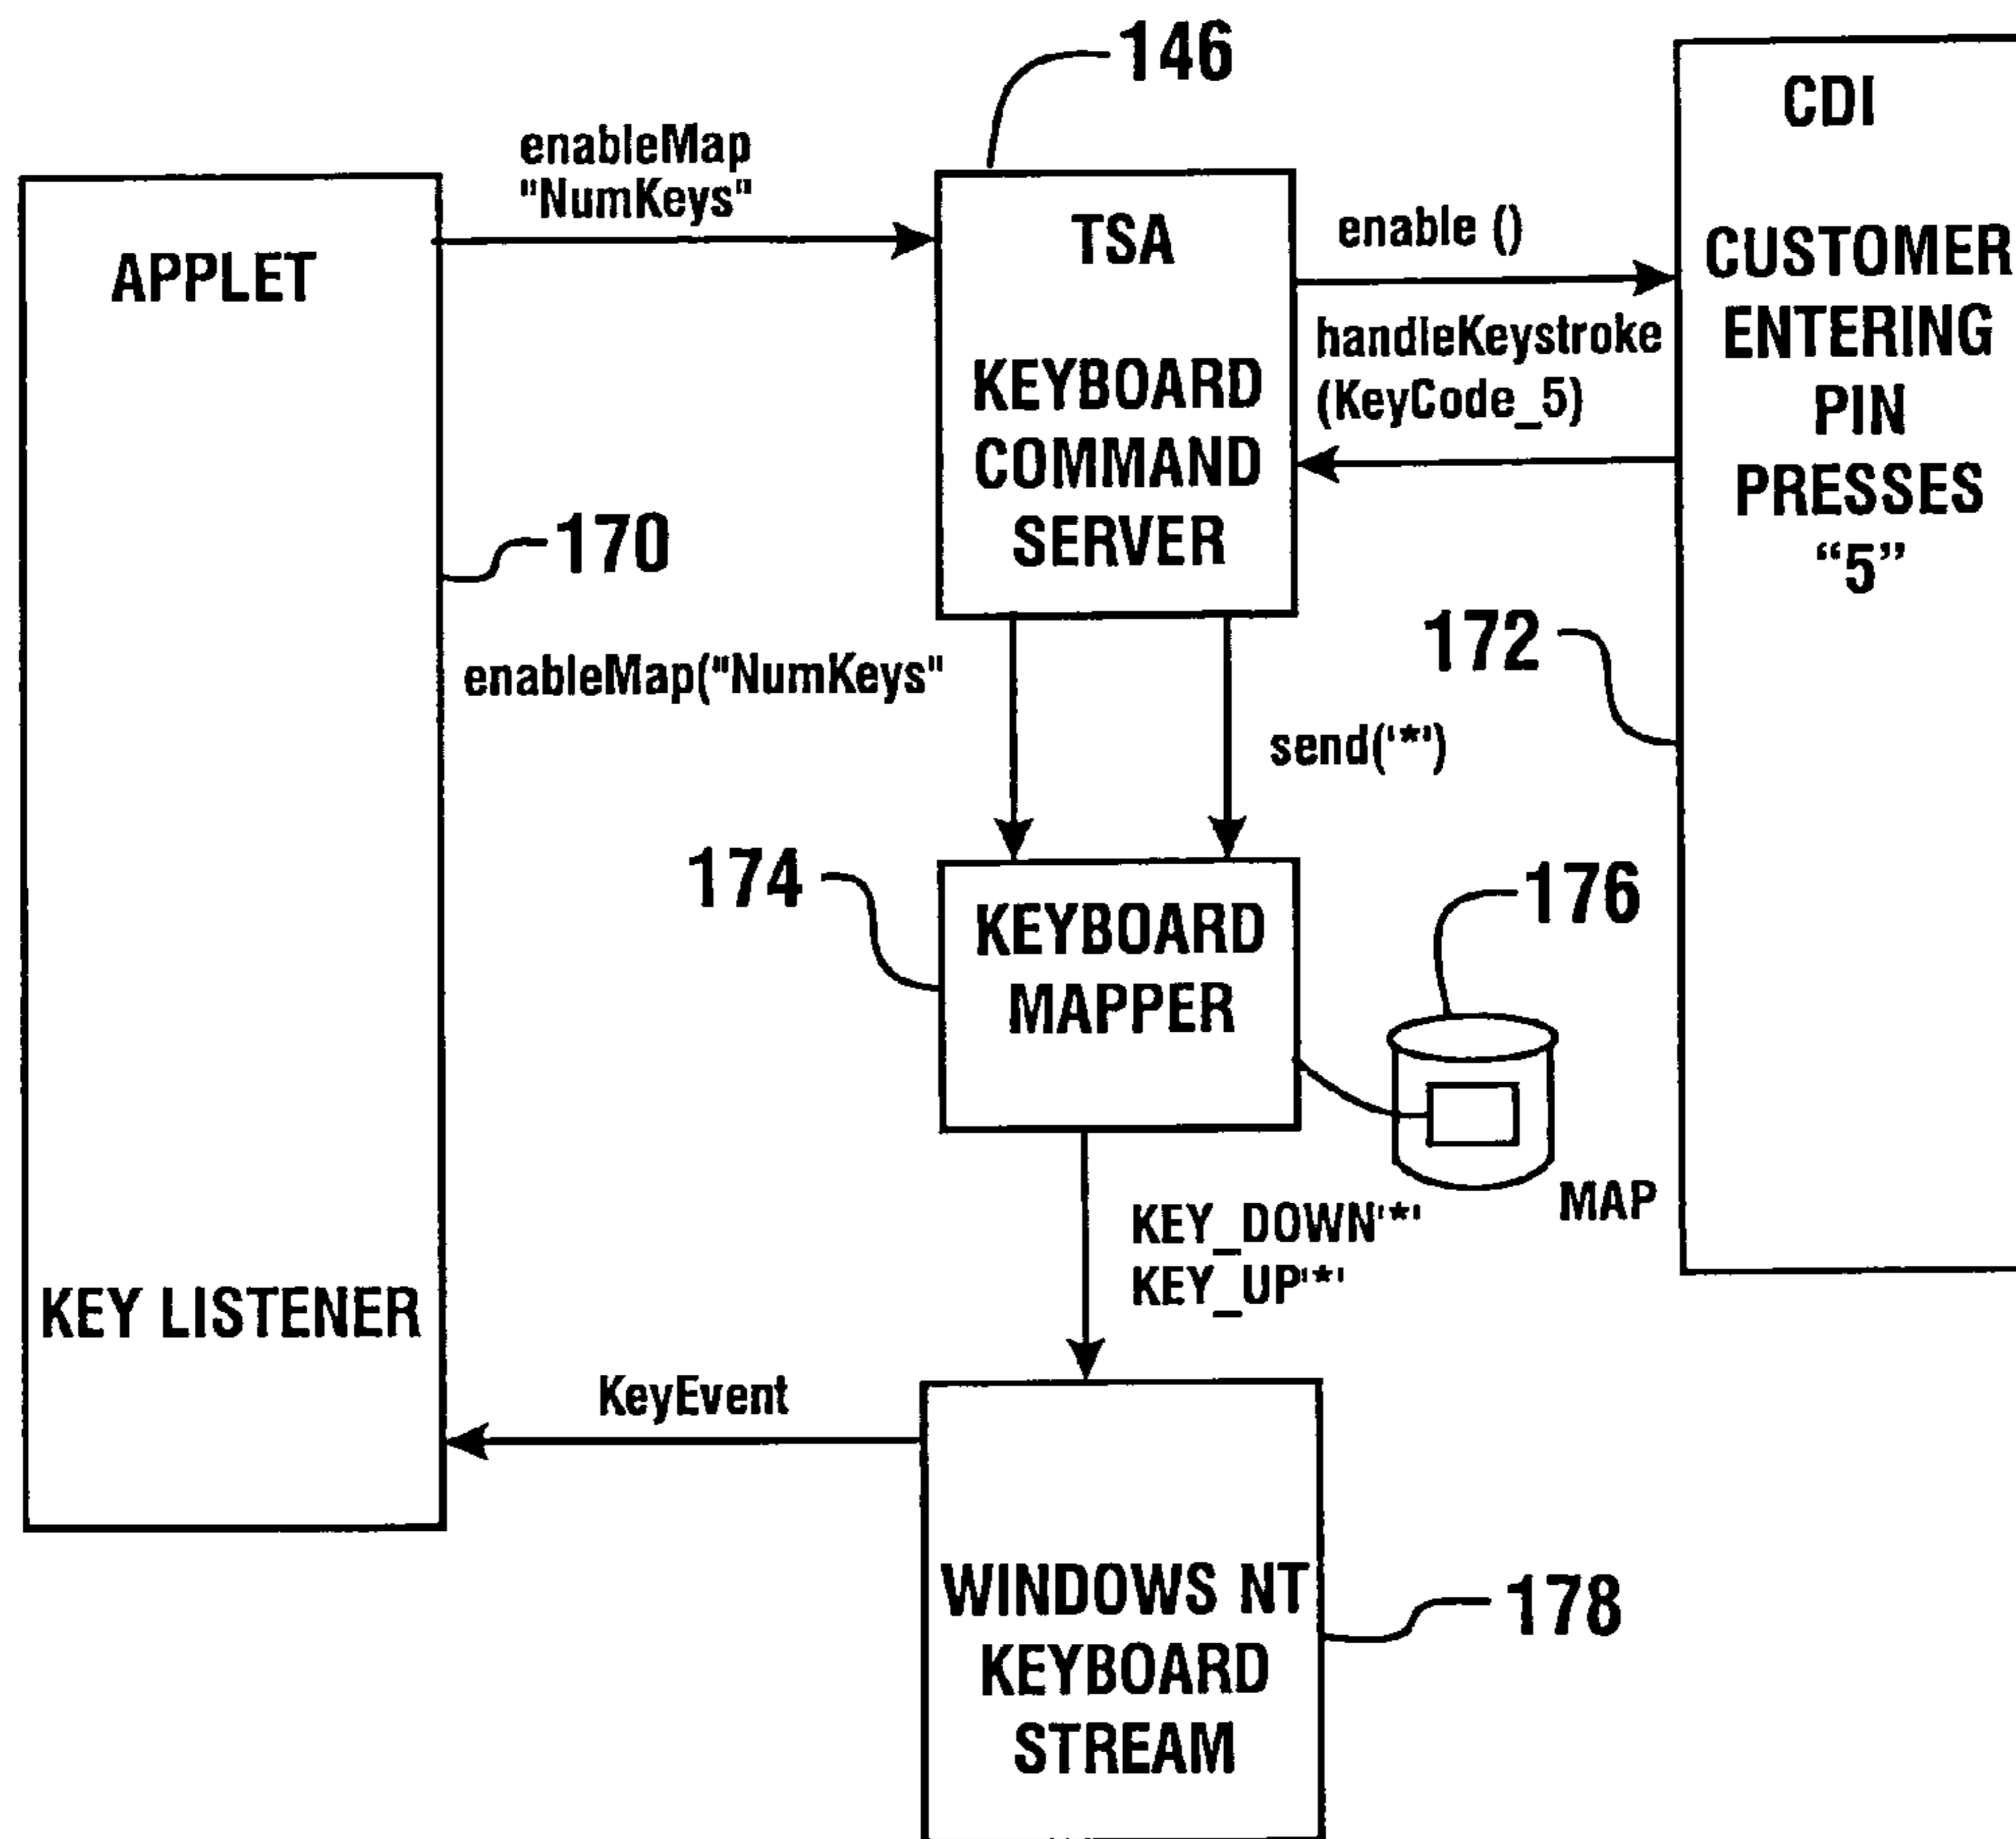 146
CDI
enableMap
"NumKeys"
APPLET
TSA
enable ()
CUSTOMER
ENTERING
PIN
PRESSES
“5”
handleKeystroke
(KeyCode_5)
KEYBOARD
COMMAND
SERVER
170
172
enableMap("NumKeys"
send('*')
174
KEYBOARD
MAPPER
176
MAP
KEY_DOWN'*'
KEY_UP'*'
KEY LISTENER
KeyEvent
WINDOWS NT
KEYBOARD
STREAM
178